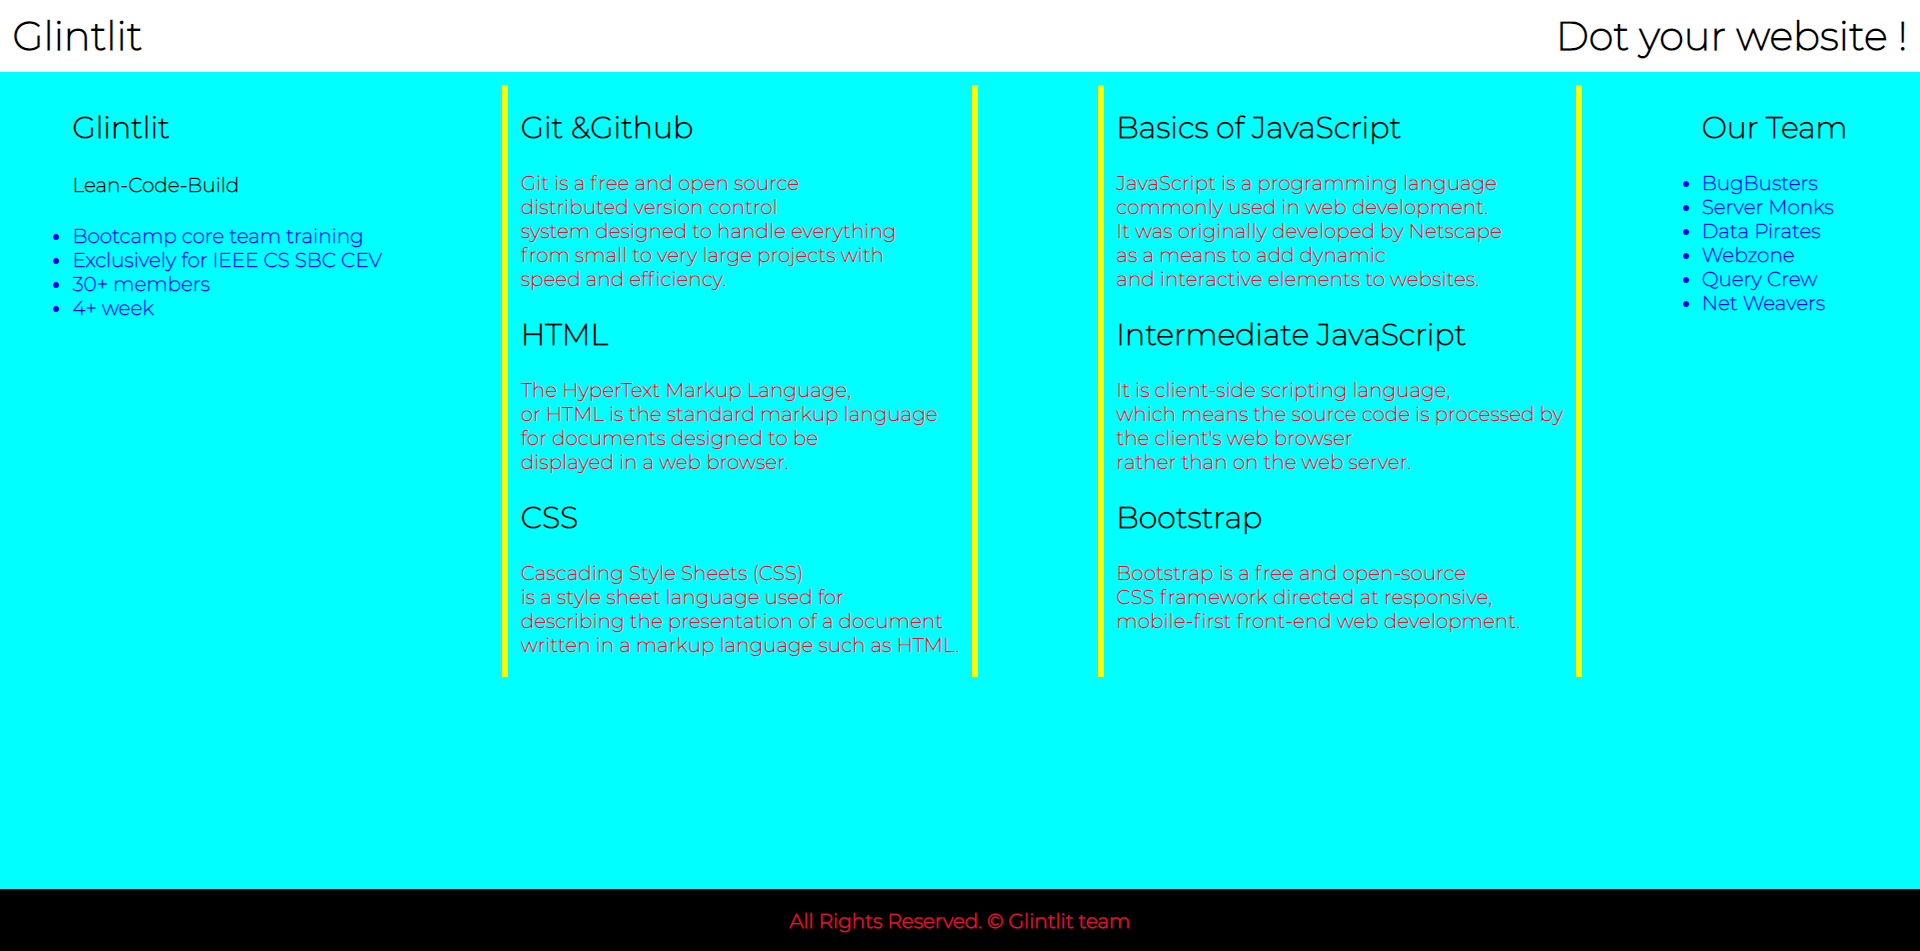 Glintlit
Dot your website !
Glintlit
Lean-Code-Build
Bootcamp core team training
Exclusively for IEEE CS SBC CEV
30+ members
4+ week
Git &Github
Git is a free and open source
distributed version control
system designed to handle everything
from small to very large projects with
speed and efficiency.
HTML
The HyperText Markup Language,
or HTML is the standard markup language
for documents designed to be
displayed in a web browser.
CSS
Cascading Style Sheets (CSS)
is a style sheet language used for
describing the presentation of a document
written in a markup language such as HTML.
Basics of JavaScript
JavaScript is a programming language
commonly used in web development.
It was originally developed by Netscape
as a means to add dynamic
and interactive elements to websites.
Intermediate JavaScript
It is client-side scripting language,
which means the source code is processed by
the client's web browser
rather than on the web server.
Bootstrap
Bootstrap is a free and open-source
CSS framework directed at responsive,
mobile-first front-end web development.
Our Team
BugBusters
Server Monks
Data Pirates
Webzone
Query Crew
Net Weavers
All Rights Reserved. © Glintlit team